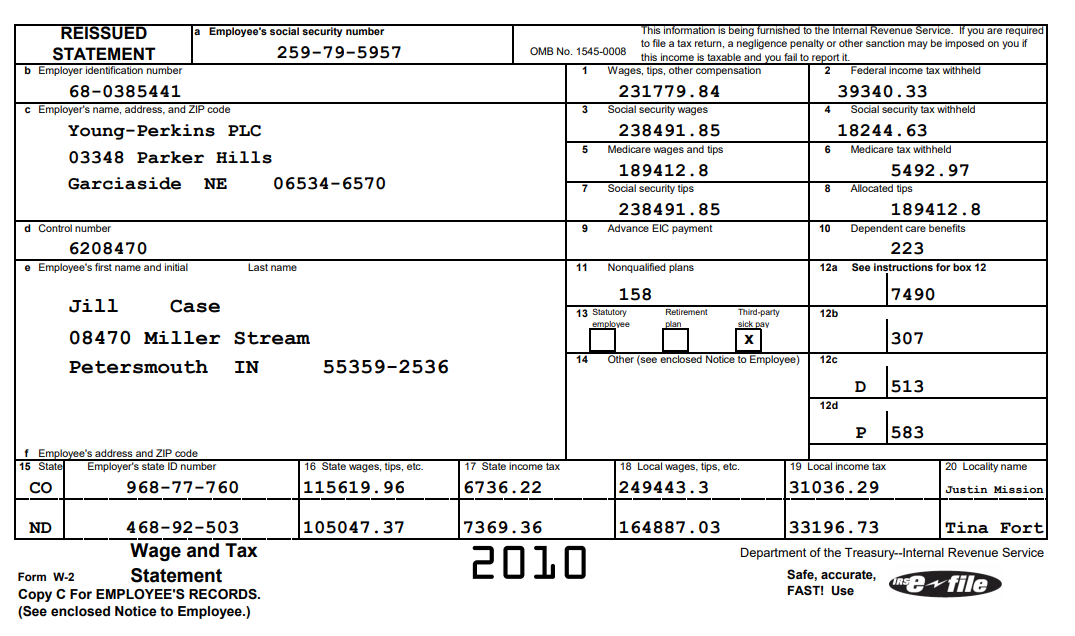 REISSUED STATEMENT
a Employee's social security number
259-79-5957
OMB No. 1545-0008
This information is being furnished to the Internal Revenue Service. If you are required
to file a tax return, a negligence penalty or other sanction may be imposed on you if
this income is taxable and you fail to report it.
b Employer identification number
68-0385441
1 Wages, tips, other compensation
231779.84
2 Federal income tax withheld
39340.33
c Employer's name, address, and ZIP code
Young-Perkins PLC
03348 Parker Hills
Garciaside NE 06534-6570
3 Social security wages
238491.85
4 Social security tax withheld
18244.63
5 Medicare wages and tips
189412.8
6 Medicare tax withheld
5492.97
7 Social security tips
238491.85
8 Allocated tips
189412.8
d Control number
6208470
9 Advance EIC payment
10 Dependent care benefits
223
e Employee's first name and initial Last name
Jill Case
08470 Miller Stream
Petersmouth IN 55359-2536
f Employee's address and ZIP code
11 Nonqualified plans
158
12a See instructions for box 12
7490
13 Statutory employee
Retirement plan
Third-party sick pay
X
12b
307
14 Other (see enclosed Notice to Employee)
12c
D 513
12d
P 583
15 State Employer's state ID number 16 State wages, tips, etc. 17 State income tax 18 Local wages, tips, etc. 19 Local income tax 20 Locality name
CO 968-77-760 115619.96 6736.22 249443.3 31036.29 Justin Mission
ND 468-92-503 105047.37 7369.36 164887.03 33196.73 Tina Fort
Wage and Tax
Statement
Form W-2
2010
Department of the Treasury--Internal Revenue Service
Copy C For EMPLOYEE'S RECORDS.
(See enclosed Notice to Employee.)
Safe, accurate,
FAST! Use
IRS e-file